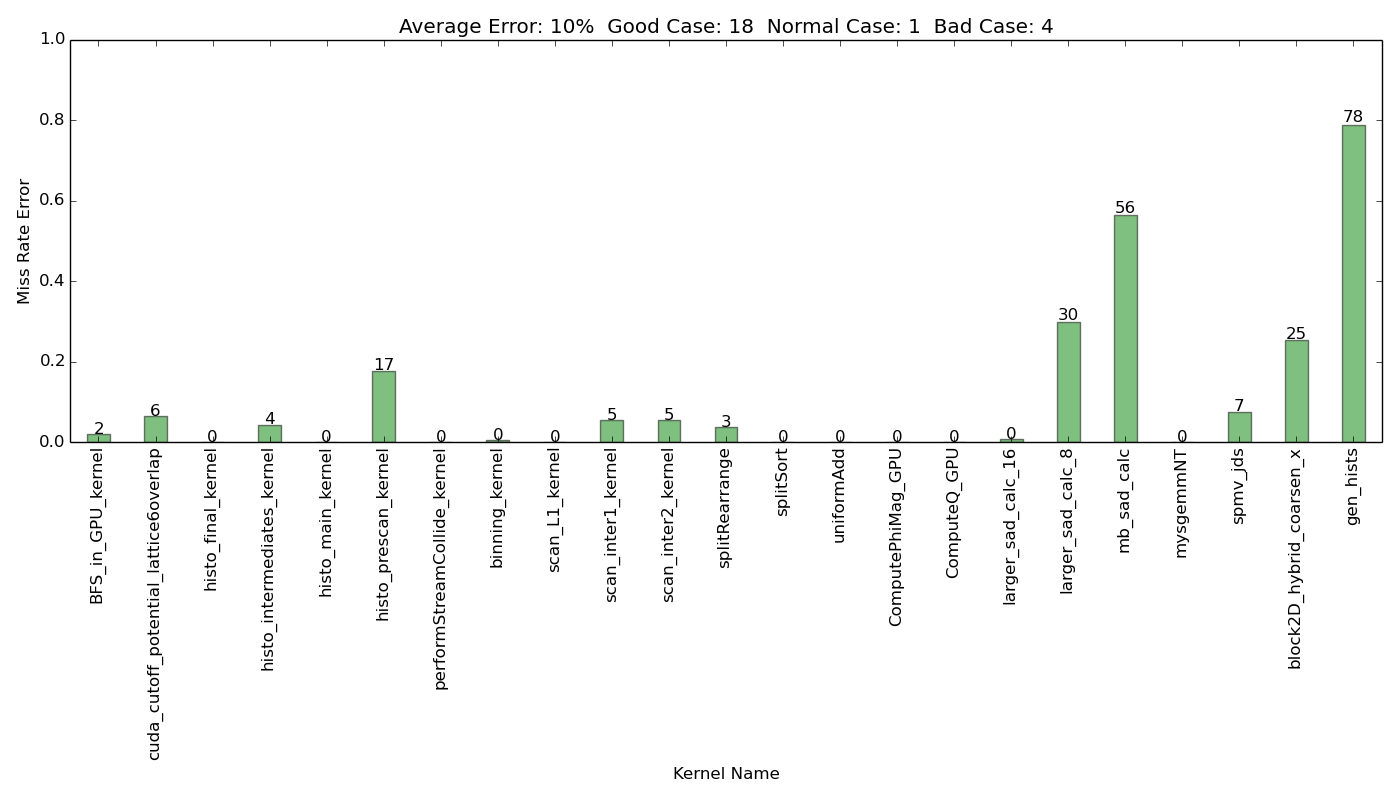 Average Error: 10%  Good Case: 18  Normal Case: 1  Bad Case: 4
Miss Rate Error
1.0
0.8
0.6
0.4
0.2
0.0
2
6
0
4
0
17
0
0
0
5
5
3
0
0
0
0
0
30
56
0
7
25
78
BFS_in_GPU_kernel
cuda_cutoff_potential_lattice6overlap
histo_final_kernel
histo_intermediates_kernel
histo_main_kernel
histo_prescan_kernel
performStreamCollide_kernel
binning_kernel
scan_L1_kernel
scan_inter1_kernel
scan_inter2_kernel
splitRearrange
splitSort
uniformAdd
ComputePhiMag_GPU
ComputeQ_GPU
larger_sad_calc_16
larger_sad_calc_8
mb_sad_calc
mysgemmNT
spmv_jds
block2D_hybrid_coarsen_x
gen_hists
Kernel Name